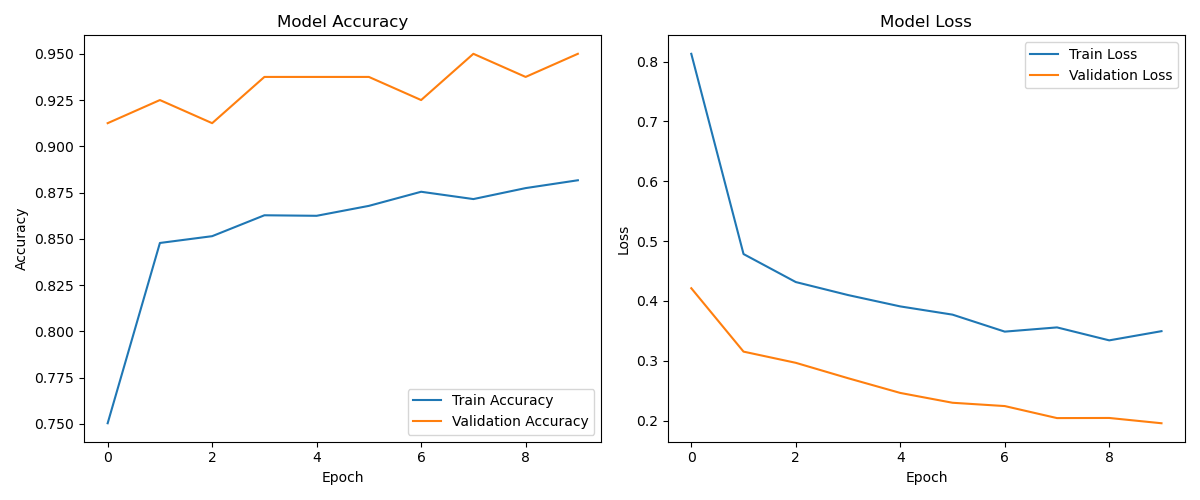 Model Accuracy
0.950
0.925
0.900
0.875
0.850
0.825
0.800
0.775
0.750
Accuracy
0 2 4 6 8
Epoch
Train Accuracy
Validation Accuracy
Model Loss
0.8
0.7
0.6
0.5
0.4
0.3
0.2
Loss
0 2 4 6 8
Epoch
Train Loss
Validation Loss